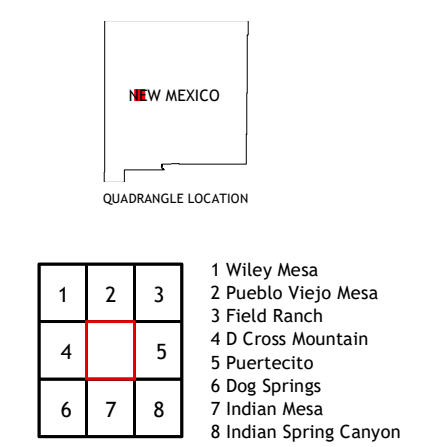 NEW MEXICO
QUADRANGLE LOCATION
1 2 3
4 5
6 7 8
1 Wiley Mesa
2 Pueblo Viejo Mesa
3 Field Ranch
4 D Cross Mountain
5 Puertecito
6 Dog Springs
7 Indian Mesa
8 Indian Spring Canyon